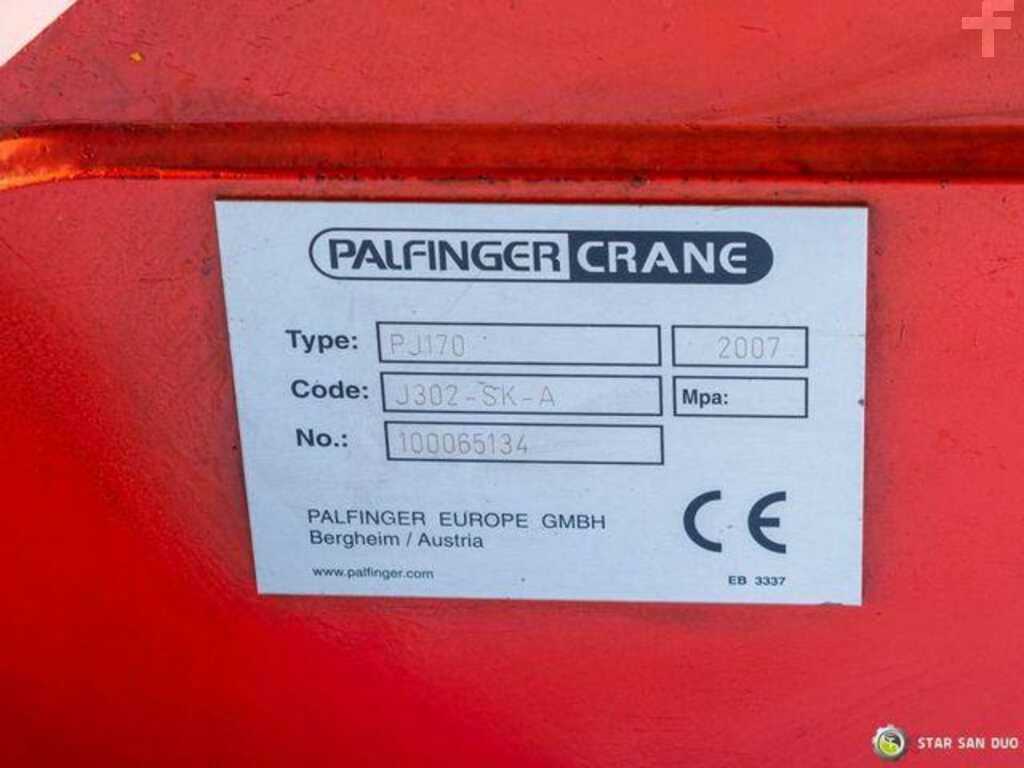 PALFINGER CRANE
Type: PJ170 2007
Code: J302-SK-A Mpa:
No.: 100065134
PALFINGER EUROPE GMBH
Bergheim / Austria
www.palfinger.com
CE
EB 3337
STAR SAN DUO